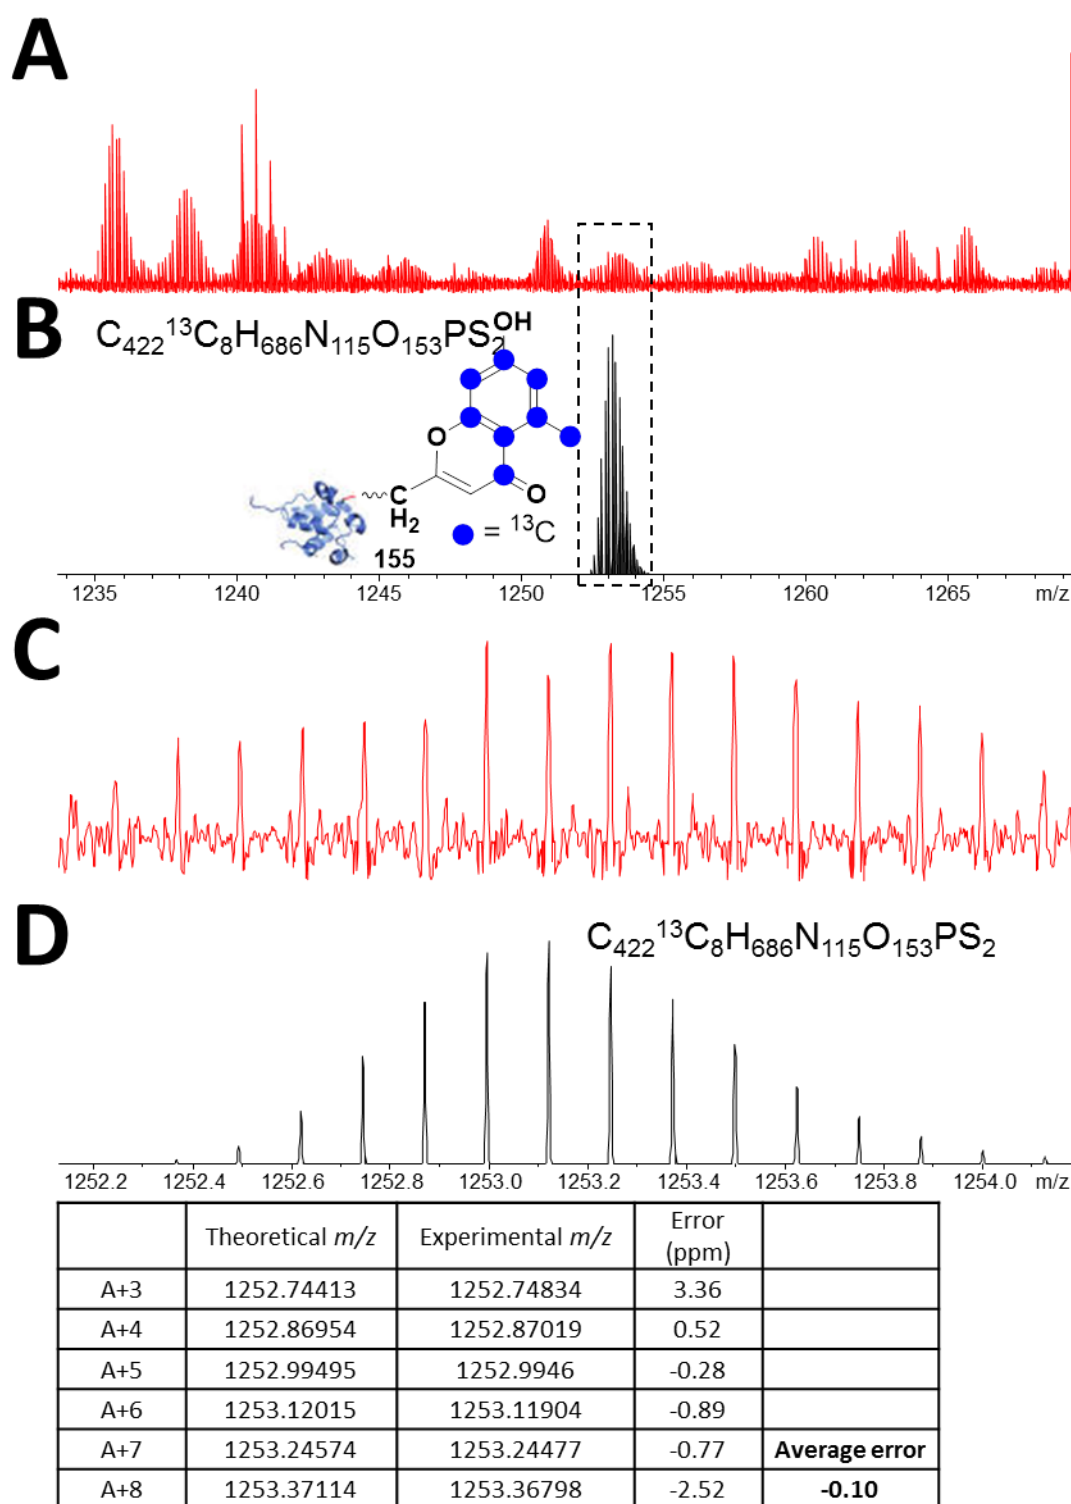 A
B
C₄₂₂¹³C₈H₆₈₆N₁₁₅O₁₅₃PS₂
OH
O
O
C
H₂
155
= ¹³C
1235 1240 1245 1250 1255 1260 1265 m/z
C
D
C₄₂₂¹³C₈H₆₈₆N₁₁₅O₁₅₃PS₂
1252.2 1252.4 1252.6 1252.8 1253.0 1253.2 1253.4 1253.6 1253.8 1254.0 m/z
Theoretical m/z Experimental m/z Error (ppm)
A+3 1252.74413 1252.74834 3.36
A+4 1252.86954 1252.87019 0.52
A+5 1252.99495 1252.9946 -0.28
A+6 1253.12015 1253.11904 -0.89
A+7 1253.24574 1253.24477 -0.77 Average error
A+8 1253.37114 1253.36798 -2.52 -0.10